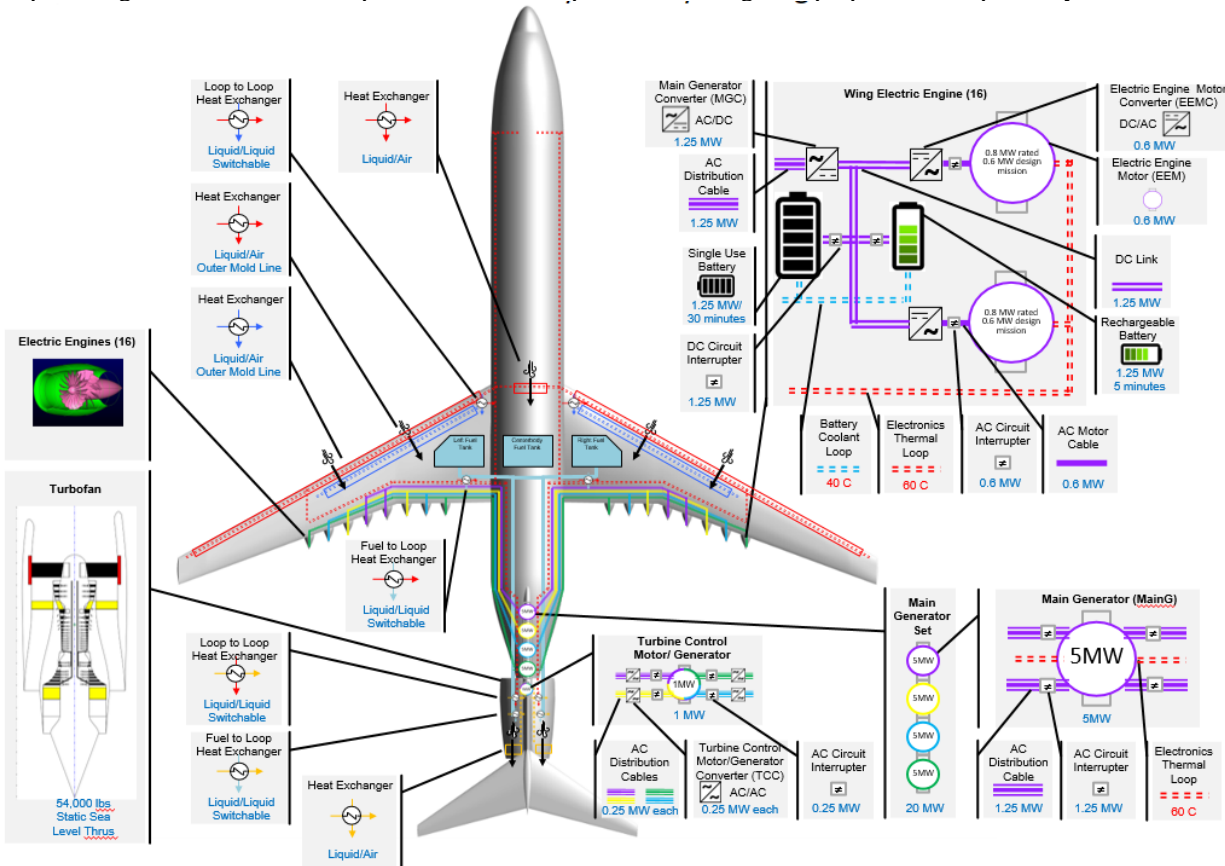 Loop to Loop
Heat Exchanger
Liquid/Liquid
Switchable
Heat Exchanger
Liquid/Air
Heat Exchanger
Liquid/Air
Outer Mold Line
Heat Exchanger
Liquid/Air
Outer Mold Line
Electric Engines (16)
Turbofan
54,000 lbs
Static Sea
Level Thrus
Left Fuel
Tank
Centerbody
Fuel Tank
Right Fuel
Tank
Fuel to Loop
Heat Exchanger
Liquid/Liquid
Switchable
Loop to Loop
Heat Exchanger
Liquid/Liquid
Switchable
Fuel to Loop
Heat Exchanger
Liquid/Liquid
Switchable
Heat Exchanger
Liquid/Air
Main Generator
Converter (MGC)
AC/DC
1.25 MW
AC
Distribution
Cable
1.25 MW
Single Use
Battery
1.25 MW/
30 minutes
DC Circuit
Interrupter
≠
1.25 MW
Wing Electric Engine (16)
≠
0.8 MW rated
0.6 MW design
mission
≠
≠
≠
0.8 MW rated
0.6 MW design
mission
Electric Engine Motor
Converter (EEMC)
DC/AC
0.6 MW
Electric Engine
Motor (EEM)
0.6 MW
DC Link
1.25 MW
Rechargeable
Battery
1.25 MW
5 minutes
Battery
Coolant
Loop
40 C
Electronics
Thermal
Loop
60 C
AC Circuit
Interrupter
≠
0.6 MW
AC Motor
Cable
0.6 MW
Turbine Control
Motor/ Generator
≠
1MW
≠
≠
≠
1 MW
AC
Distribution
Cables
0.25 MW each
Turbine Control
Motor/Generator
Converter (TCC)
AC/AC
0.25 MW each
AC Circuit
Interrupter
≠
0.25 MW
Main
Generator
Set
5MW
5MW
5MW
5MW
20 MW
Main Generator (MainG)
≠
≠
5MW
≠
≠
5MW
AC
Distribution
Cable
1.25 MW
AC Circuit
Interrupter
≠
1.25 MW
Electronics
Thermal
Loop
60 C